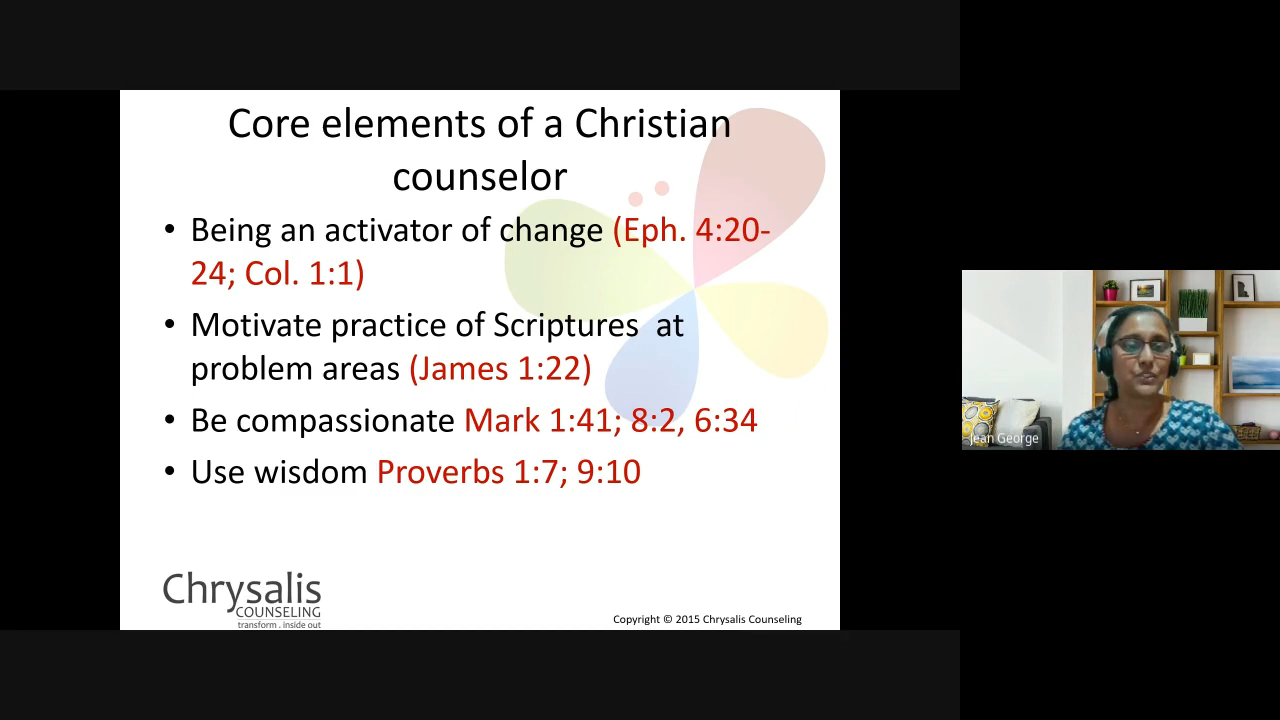 Core elements of a Christian
counselor
• Being an activator of change (Eph. 4:20-
24; Col. 1:1)
• Motivate practice of Scriptures at
problem areas (James 1:22)
• Be compassionate Mark 1:41; 8:2, 6:34
• Use wisdom Proverbs 1:7; 9:10
Chrysalis
COUNSELING
transform . inside out
Copyright © 2015 Chrysalis Counseling
Jean George